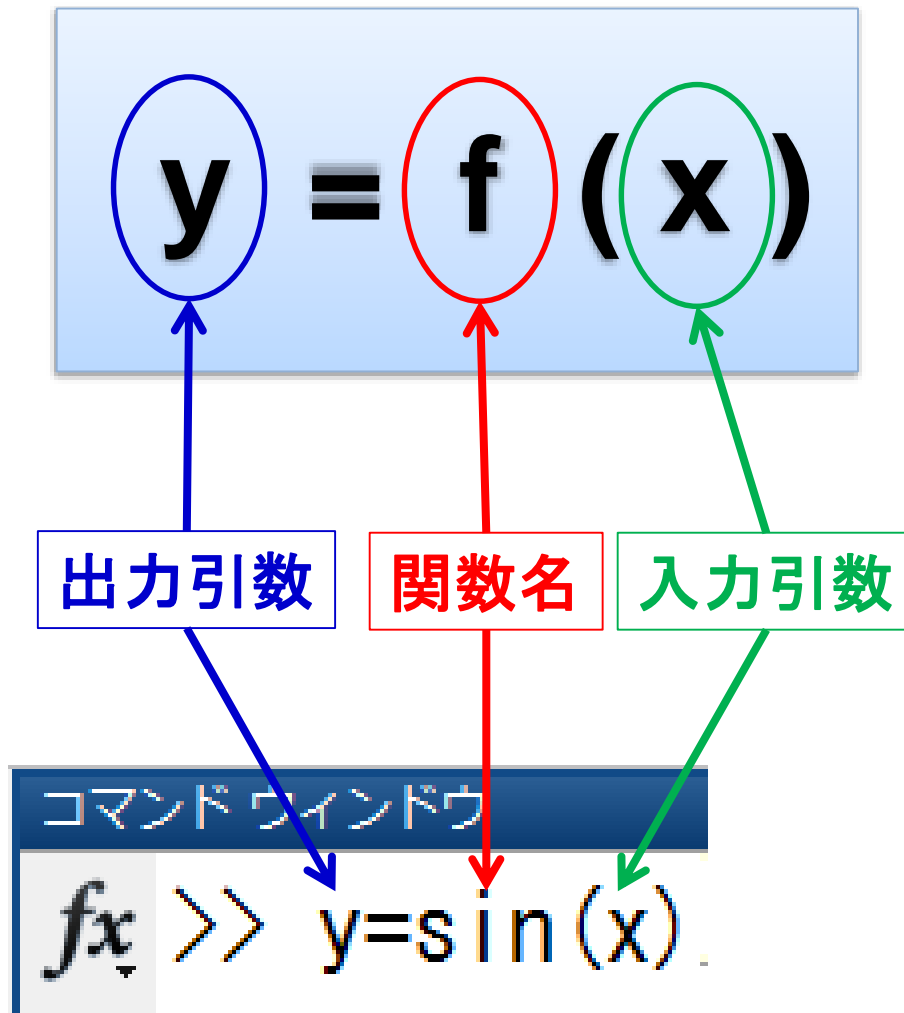 y = f (x)
出力引数 関数名 入力引数
コマンド ウィンドウ
fx >> y=sin(x)